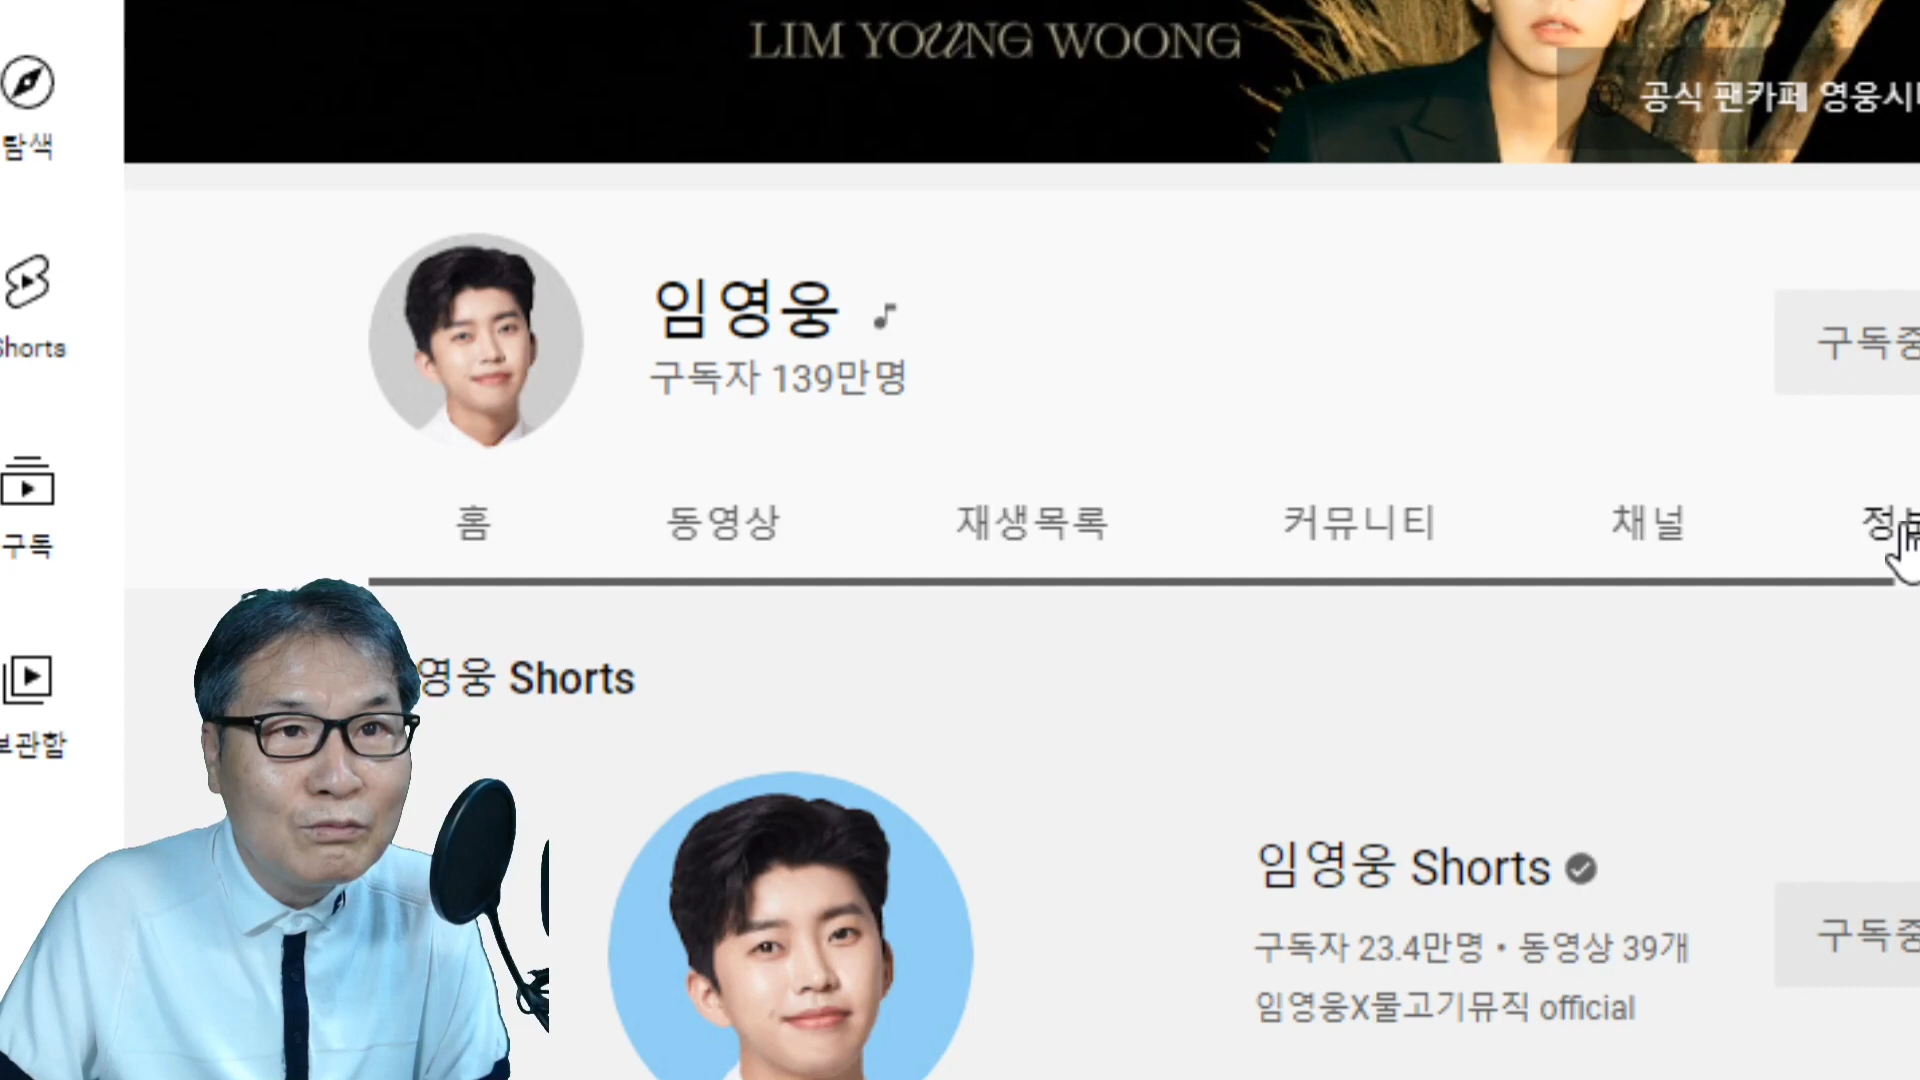 LIM YOUNG WOONG
공식 팬카페
탐색
임영웅
구독자 139만명
Shorts
홈 동영상 재생목록 커뮤니티 채널
구독
영웅 Shorts
임영웅 Shorts
구독자 23.4만명 • 동영상 39개
임영웅X물고기뮤직 official